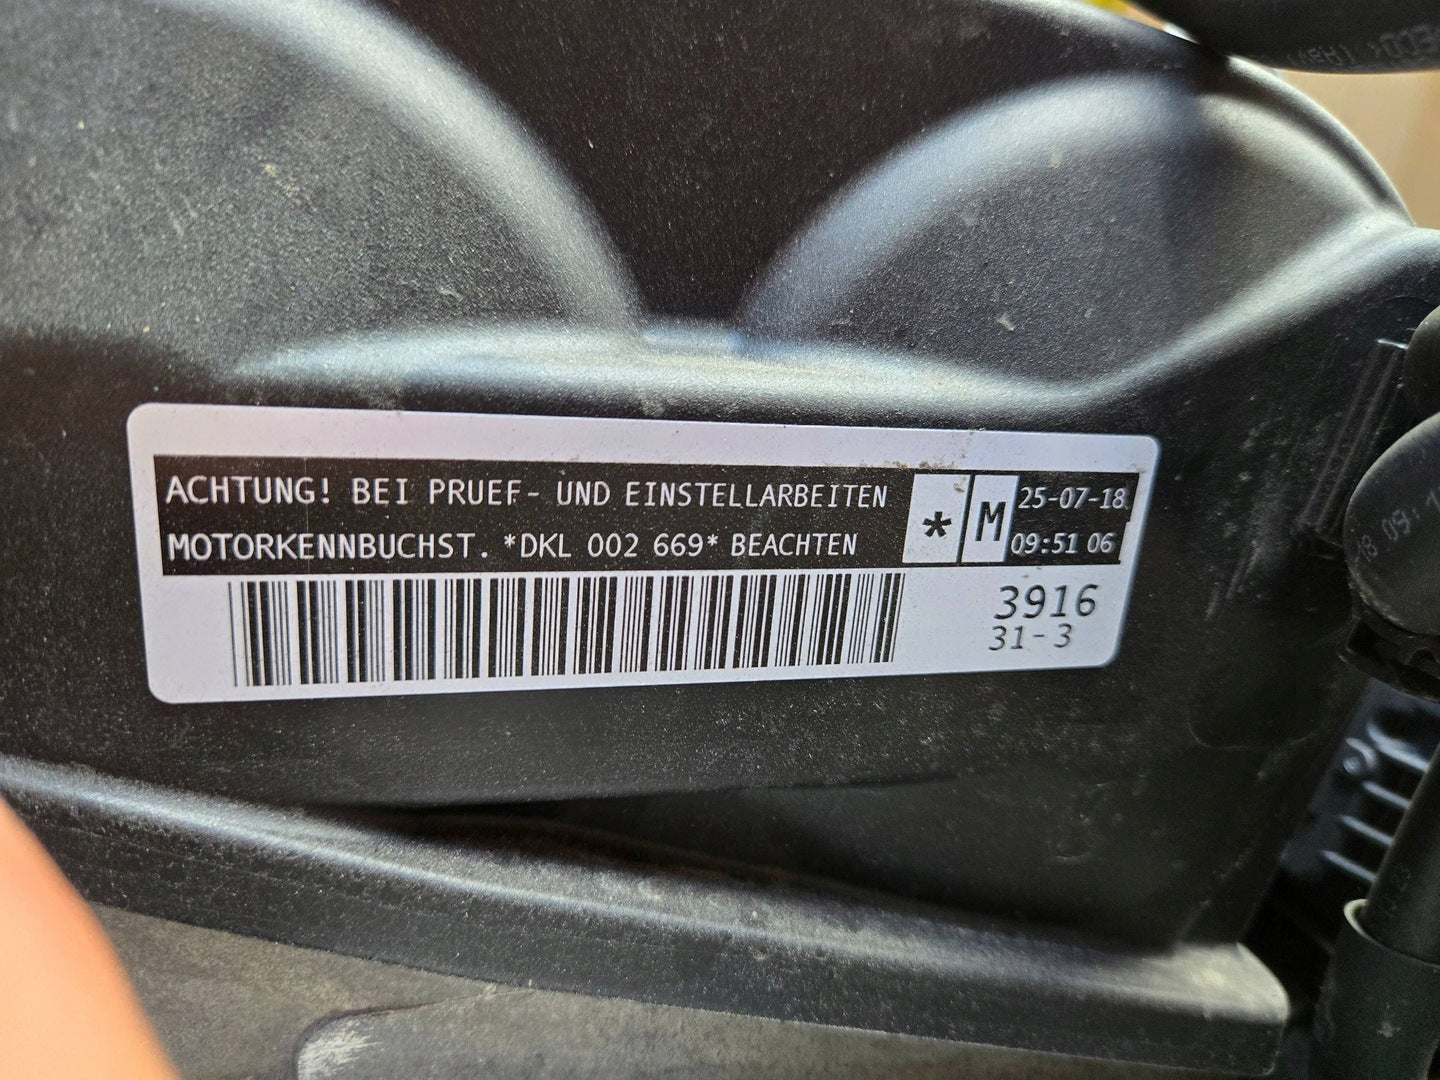 ACHTUNG! BEI PRUEF- UND EINSTELLARBEITEN
MOTORKENNBUCHST. *DKL 002 669* BEACHTEN
*
M
25-07-18
09:51 06
3916
31-3